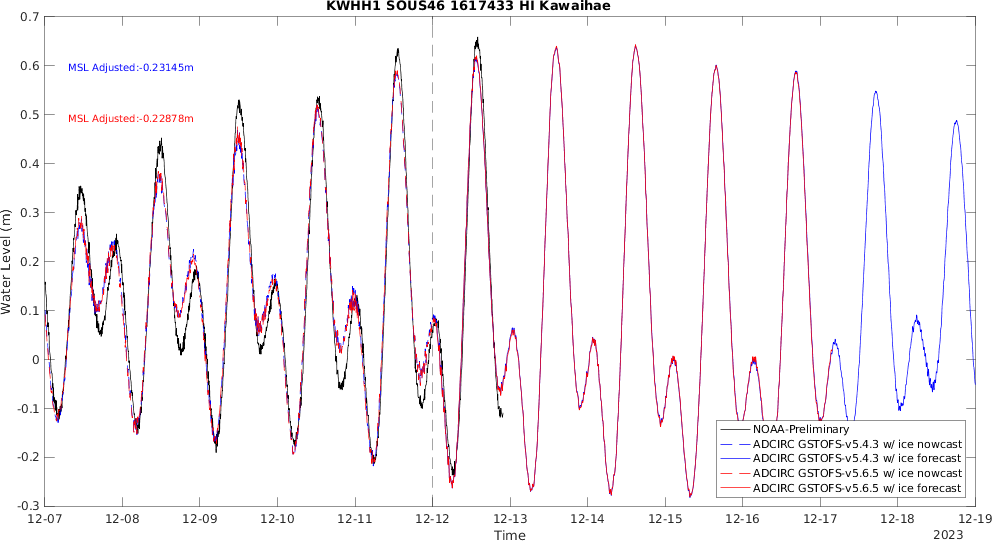 KWHH1 SOUS46 1617433 HI Kawaihae
0.7
0.6
0.5
0.4
0.3
0.2
0.1
0
-0.1
-0.2
-0.3
Water Level (m)
MSL Adjusted:-0.23145m
MSL Adjusted:-0.22878m
NOAA-Preliminary
ADCIRC GSTOFS-v5.4.3 w/ ice nowcast
ADCIRC GSTOFS-v5.4.3 w/ ice forecast
ADCIRC GSTOFS-v5.6.5 w/ ice nowcast
ADCIRC GSTOFS-v5.6.5 w/ ice forecast
12-07 12-08 12-09 12-10 12-11 12-12 12-13 12-14 12-15 12-16 12-17 12-18 12-19
Time
2023